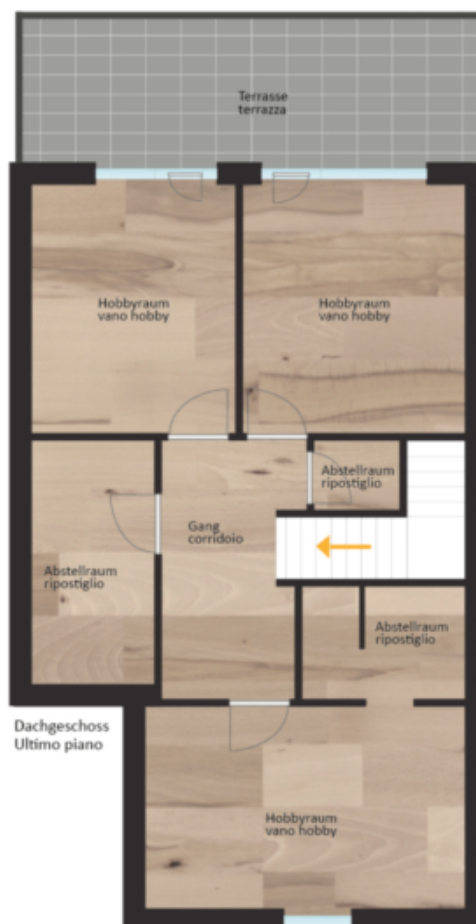 Terrasse
terrazza
Hobbyraum
vano hobby
Hobbyraum
vano hobby
Abstellraum
ripostiglio
Gang
corridoio
Abstellraum
ripostiglio
Abstellraum
ripostiglio
Dachgeschoss
Ultimo piano
Hobbyraum
vano hobby